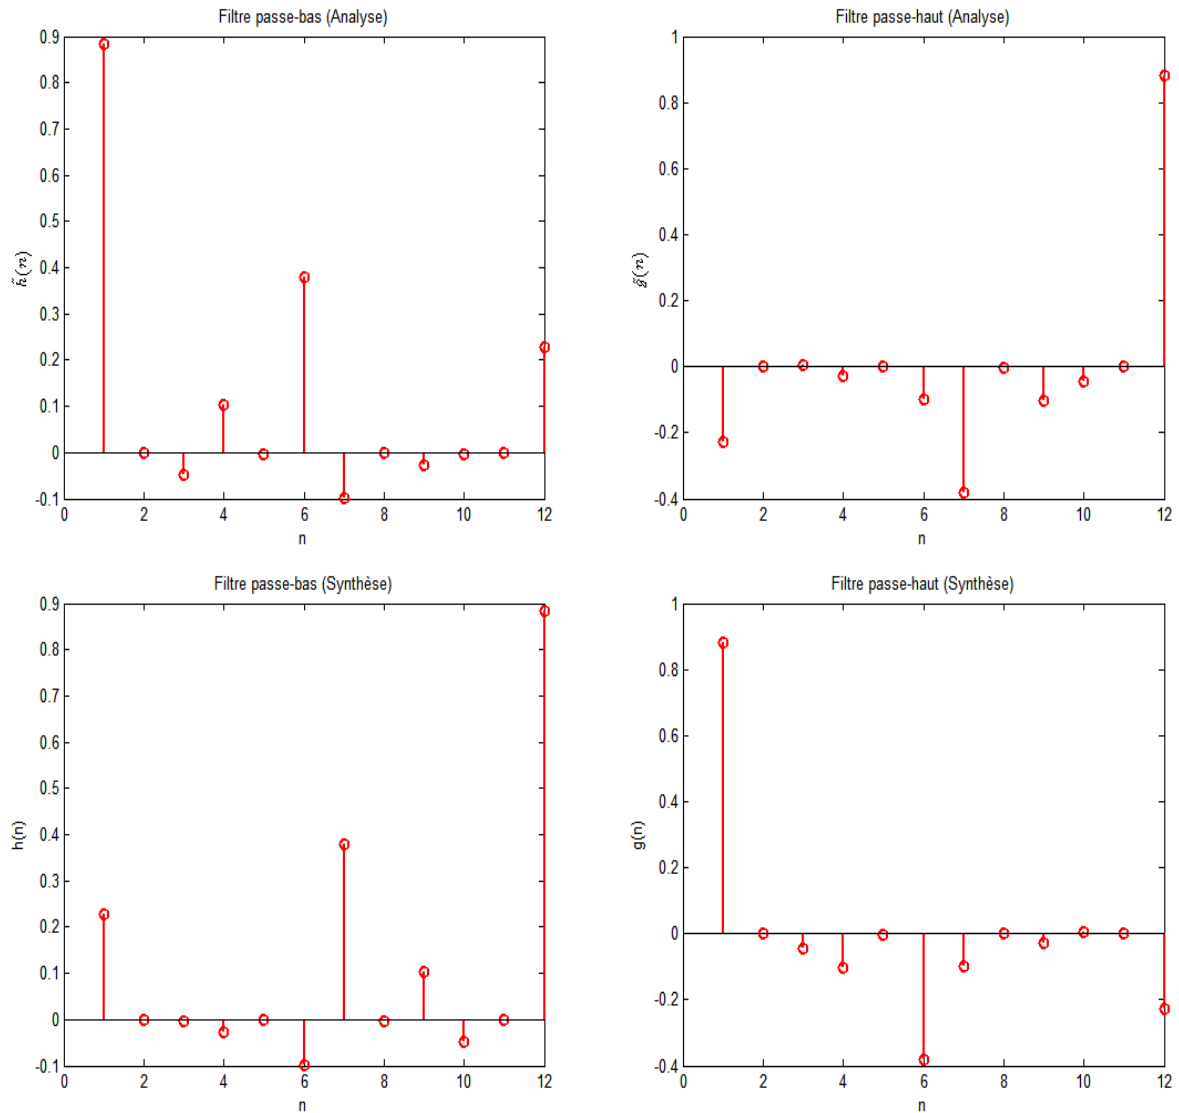 Filtre passe-bas (Analyse)
0.9
0.8
0.7
0.6
0.5
0.4
0.3
0.2
0.1
0
-0.1
0 2 4 6 8 10 12
h̃(n)
n
Filtre passe-haut (Analyse)
1
0.8
0.6
0.4
0.2
0
-0.2
-0.4
0 2 4 6 8 10 12
g̃(n)
n
Filtre passe-bas (Synthèse)
0.9
0.8
0.7
0.6
0.5
0.4
0.3
0.2
0.1
0
-0.1
0 2 4 6 8 10 12
h(n)
n
Filtre passe-haut (Synthèse)
1
0.8
0.6
0.4
0.2
0
-0.2
-0.4
0 2 4 6 8 10 12
g(n)
n